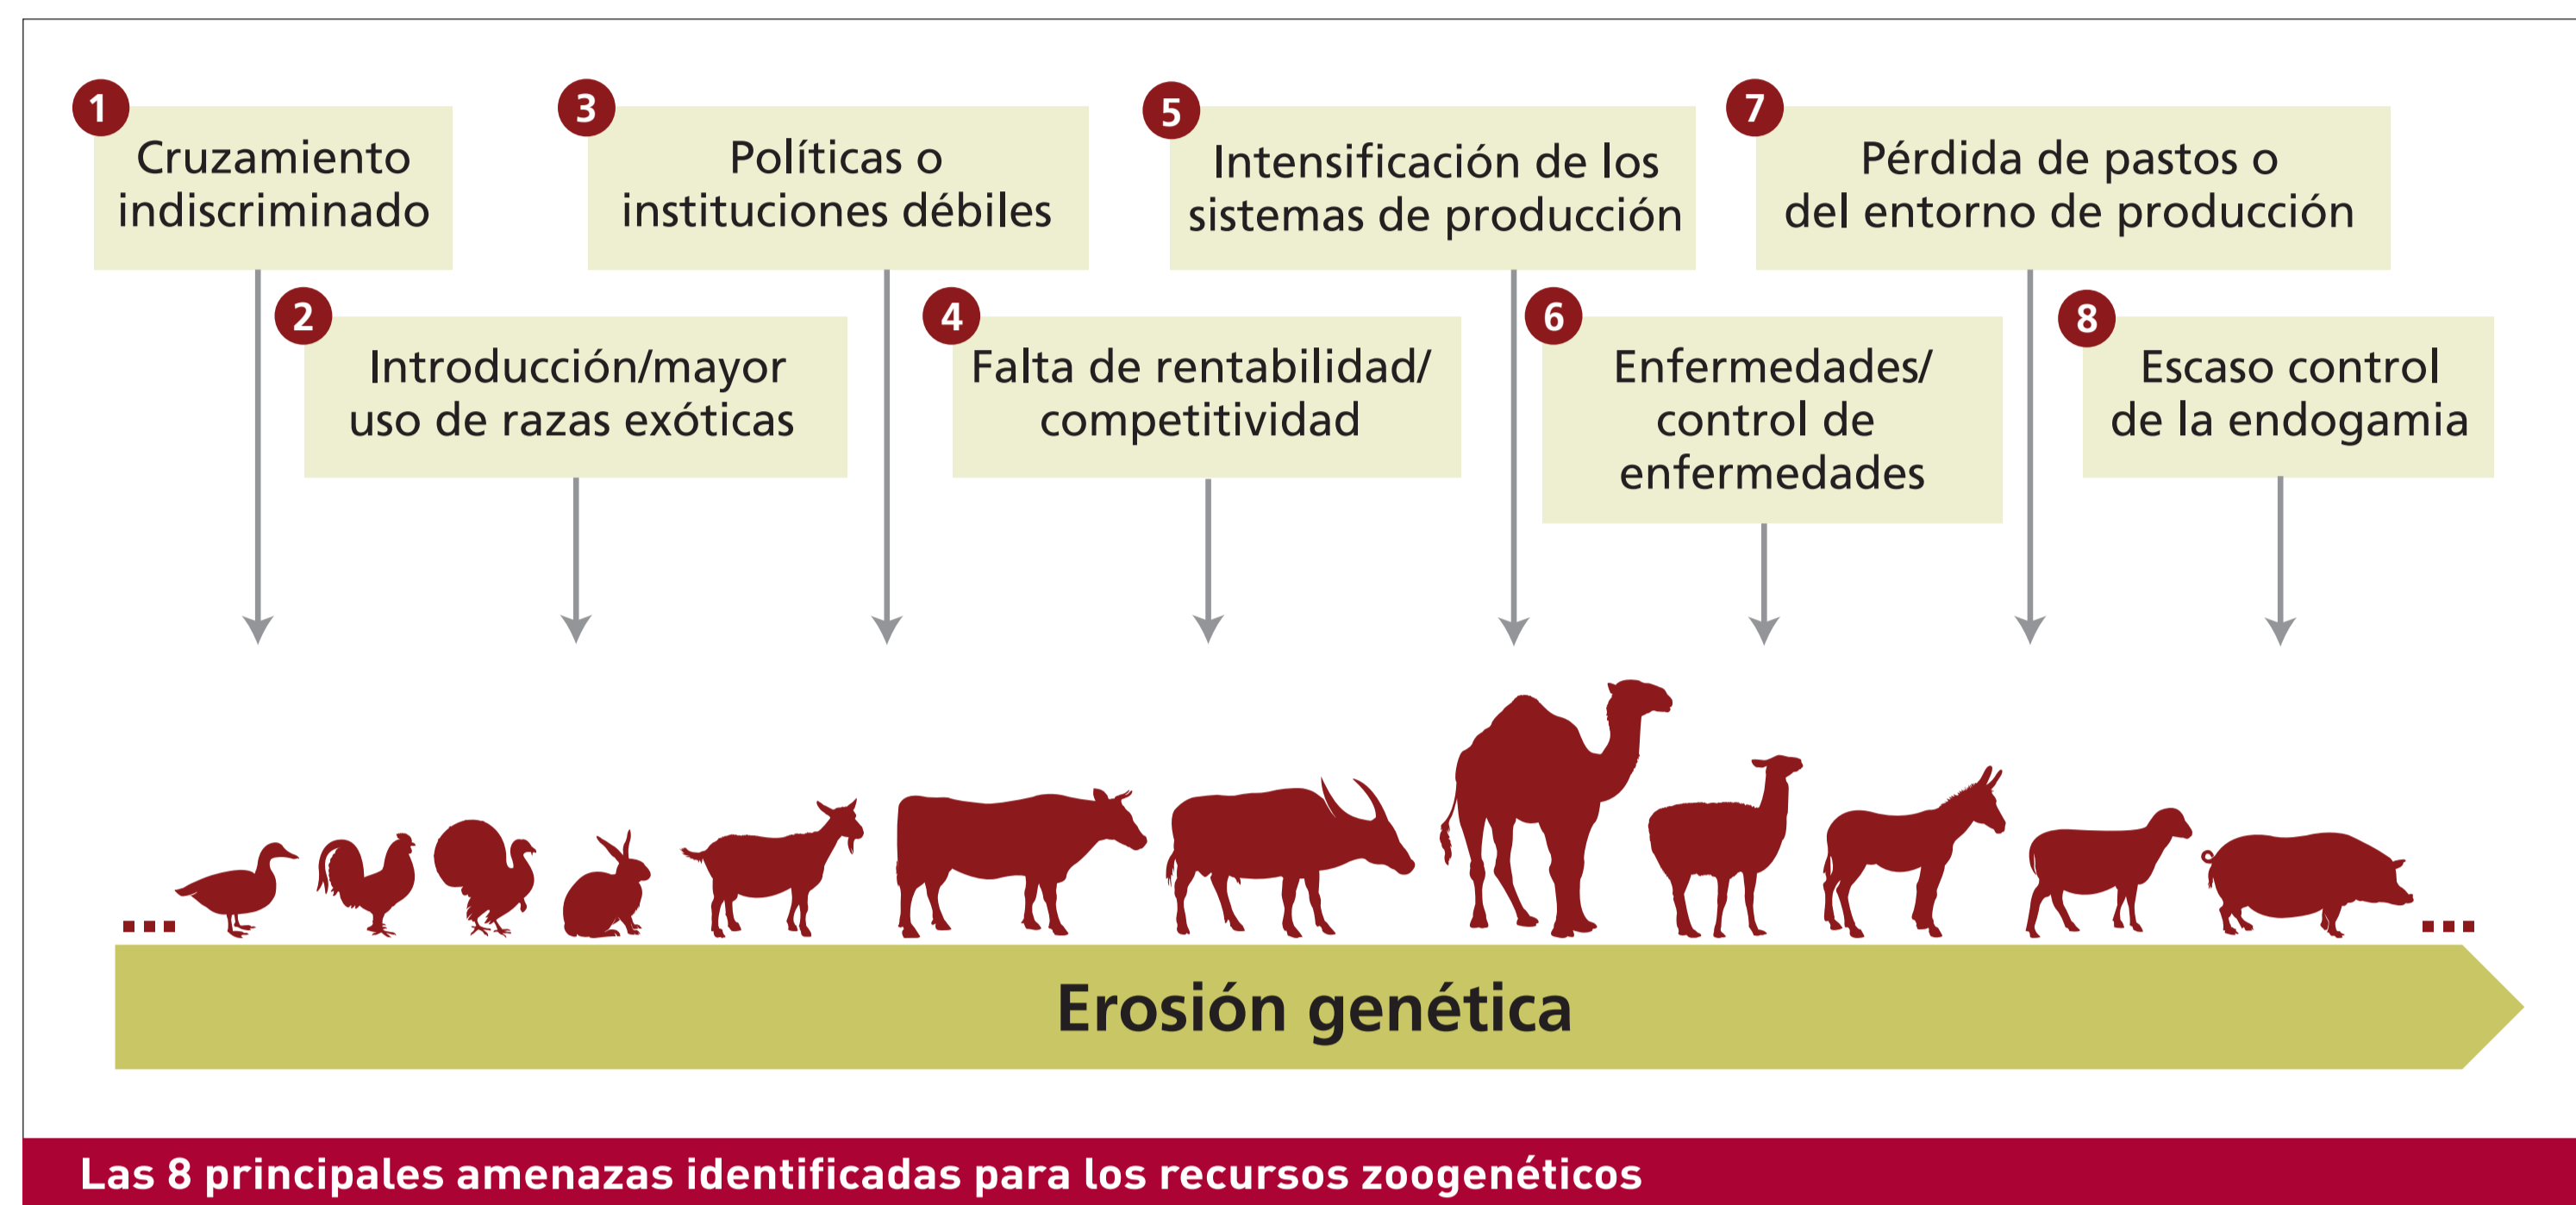 1
Cruzamiento
indiscriminado
2
Introducción/mayor
uso de razas exóticas
3
Políticas o
instituciones débiles
4
Falta de rentabilidad/
competitividad
5
Intensificación de los
sistemas de producción
6
Enfermedades/
control de
enfermedades
7
Pérdida de pastos o
del entorno de producción
8
Escaso control
de la endogamia
...
...
Erosión genética
Las 8 principales amenazas identificadas para los recursos zoogenéticos